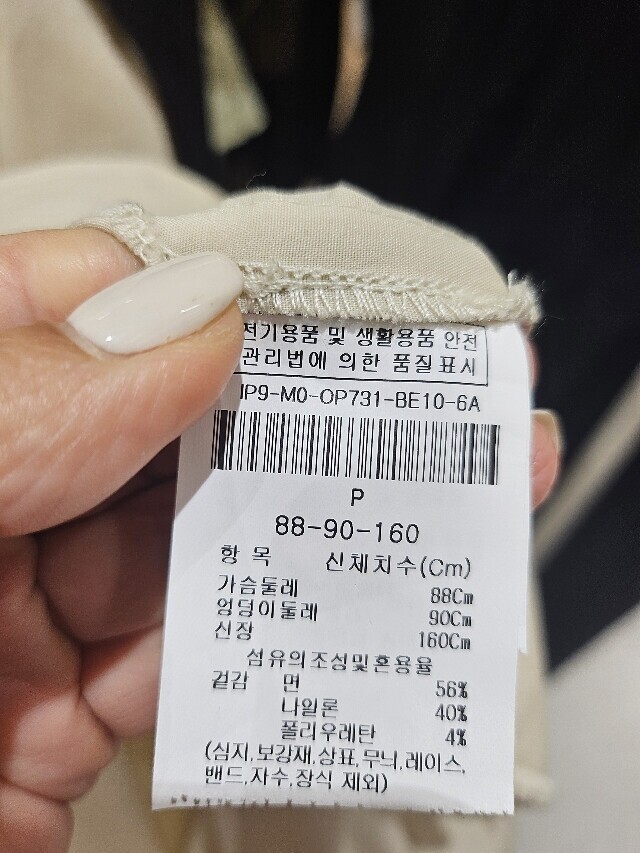 전기용품 및 생활용품 안전
관리법에 의한 품질표시
IP9-M0-OP731-BE10-6A
P
88-90-160
항 목 신체치수(Cm)
가슴둘레 88Cm
엉덩이둘레 90Cm
신장 160Cm
섬유의조성및혼용율
겉감 면 56%
나일론 40%
폴리우레탄 4%
(심지,보강재,상표,무늬,레이스,
밴드,자수,장식 제외)